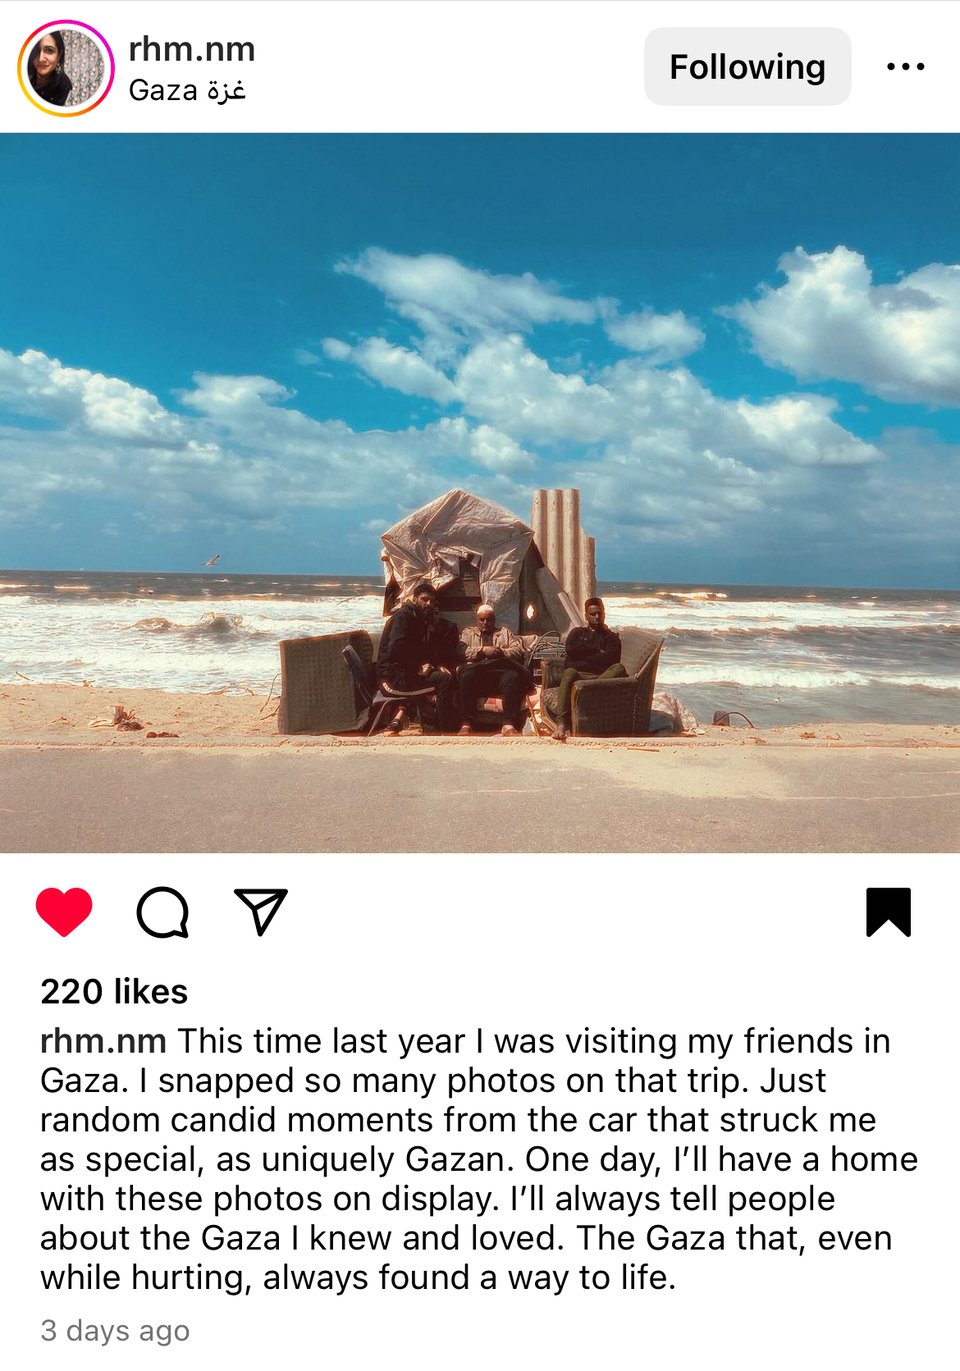 rhm.nm
Gaza غزة
Following
220 likes
rhm.nm This time last year I was visiting my friends in
Gaza. I snapped so many photos on that trip. Just
random candid moments from the car that struck me
as special, as uniquely Gazan. One day, I’ll have a home
with these photos on display. I’ll always tell people
about the Gaza I knew and loved. The Gaza that, even
while hurting, always found a way to life.
3 days ago